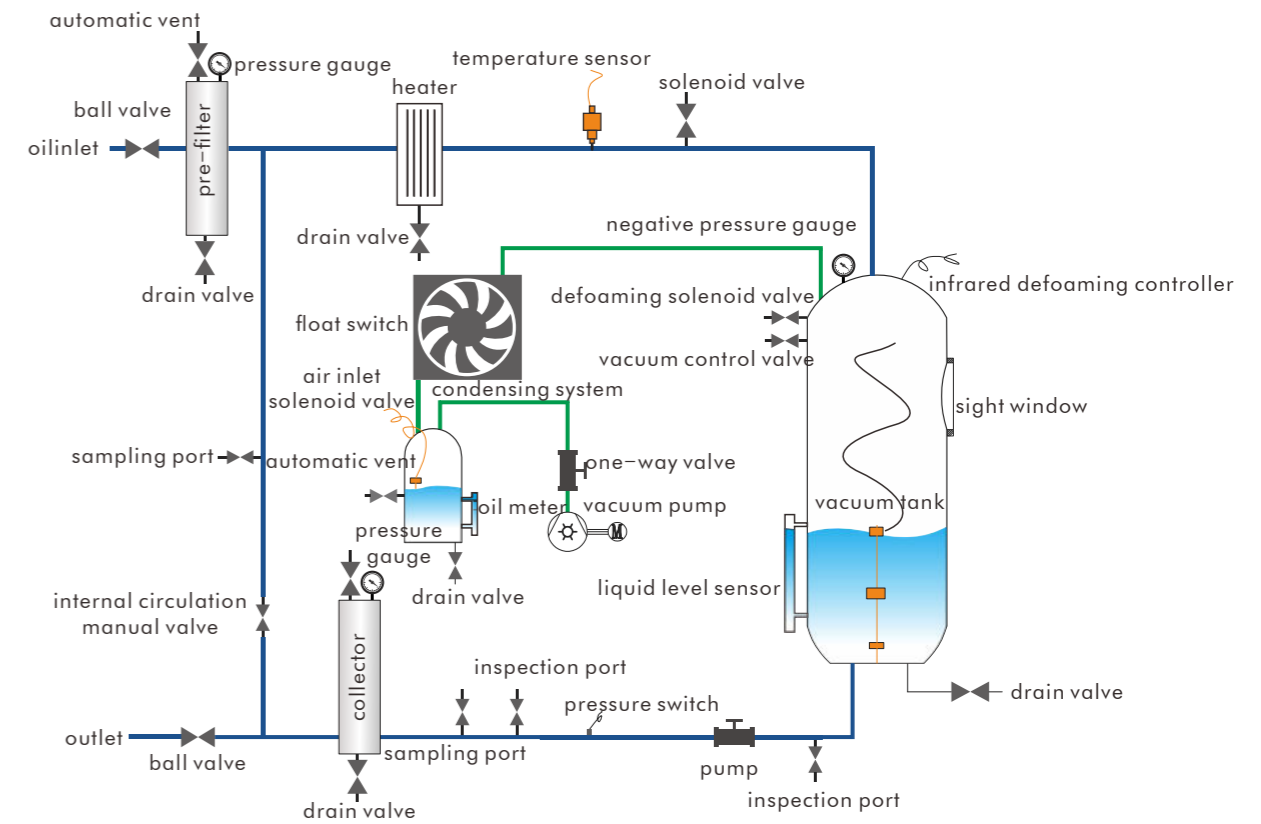 automatic vent
pressure gauge
temperature sensor
solenoid valve
heater
ball valve
oilinlet
pre-filter
drain valve
drain valve
negative pressure gauge
infrared defoaming controller
defoaming solenoid valve
float switch
vacuum control valve
air inlet
solenoid valve
condensing system
sight window
sampling port
automatic vent
one-way valve
oil meter
vacuum pump
M
vacuum tank
pressure
gauge
drain valve
liquid level sensor
internal circulation
manual valve
collector
inspection port
pressure switch
drain valve
outlet
ball valve
sampling port
pump
inspection port
drain valve